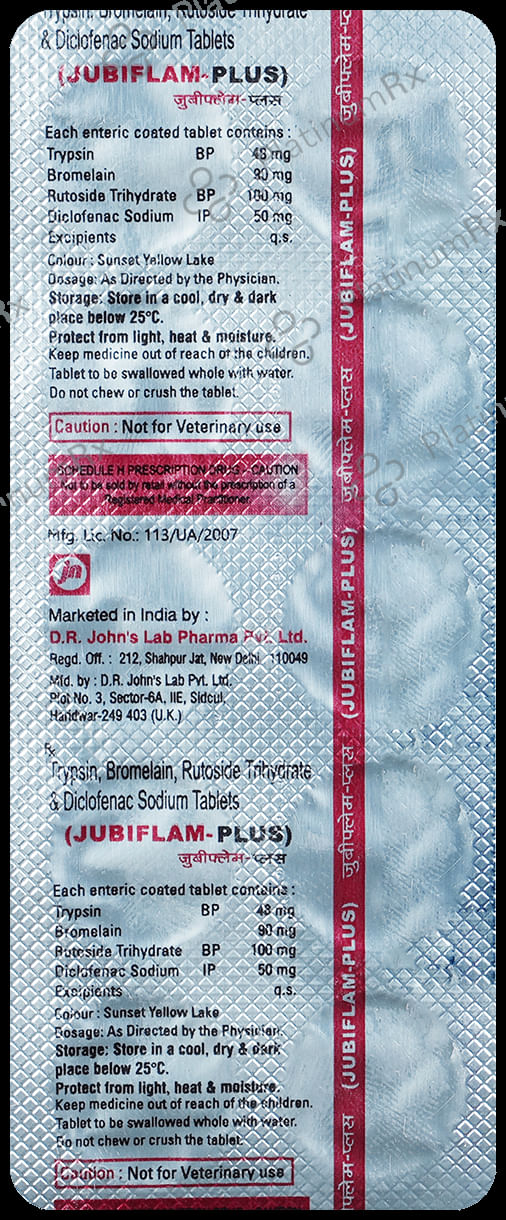 Trypsin, Bromelain, Rutoside Trihydrate
& Diclofenac Sodium Tablets
(JUBIFLAM-PLUS)
जुबीफ्लेम-प्लस
Each enteric coated tablet contains :
Trypsin BP 48 mg
Bromelain 90 mg
Rutoside Trihydrate BP 100 mg
Diclofenac Sodium IP 50 mg
Excipients q.s.
Colour : Sunset Yellow Lake
Dosage: As Directed by the Physician.
Storage: Store in a cool, dry & dark
place below 25°C.
Protect from light, heat & moisture.
Keep medicine out of reach of the children.
Tablet to be swallowed whole with water.
Do not chew or crush the tablet.
Caution : Not for Veterinary use
SCHEDULE H PRESCRIPTION DRUG - CAUTION
Not to be sold by retail without the prescription of a
Registered Medical Practitioner.
Mfg. Lic. No.: 113/UA/2007
jn
Marketed in India by :
D.R. John's Lab Pharma Pvt. Ltd.
Regd. Off. : 212, Shahpur Jat, New Delhi 110049
Mfd. by : D.R. John's Lab Pvt. Ltd.
Plot No. 3, Sector-6A, IIE, Sidcul,
Haridwar-249 403 (U.K.)
Rx
Trypsin, Bromelain, Rutoside Trihydrate
& Diclofenac Sodium Tablets
(JUBIFLAM-PLUS)
जुबीफ्लेम-प्लस
Each enteric coated tablet contains :
Trypsin BP 48 mg
Bromelain 90 mg
Rutoside Trihydrate BP 100 mg
Diclofenac Sodium IP 50 mg
Excipients q.s.
Colour : Sunset Yellow Lake
Dosage: As Directed by the Physician.
Storage: Store in a cool, dry & dark
place below 25°C.
Protect from light, heat & moisture.
Keep medicine out of reach of the children.
Tablet to be swallowed whole with water.
Do not chew or crush the tablet.
Caution : Not for Veterinary use
जुबीफ्लेम-प्लस
(JUBIFLAM-PLUS)
जुबीफ्लेम-प्लस
(JUBIFLAM-PLUS)
जुबीफ्लेम-प्लस
(JUBIFLAM-PLUS)
PlatinumRx
PlatinumRx
PlatinumRx